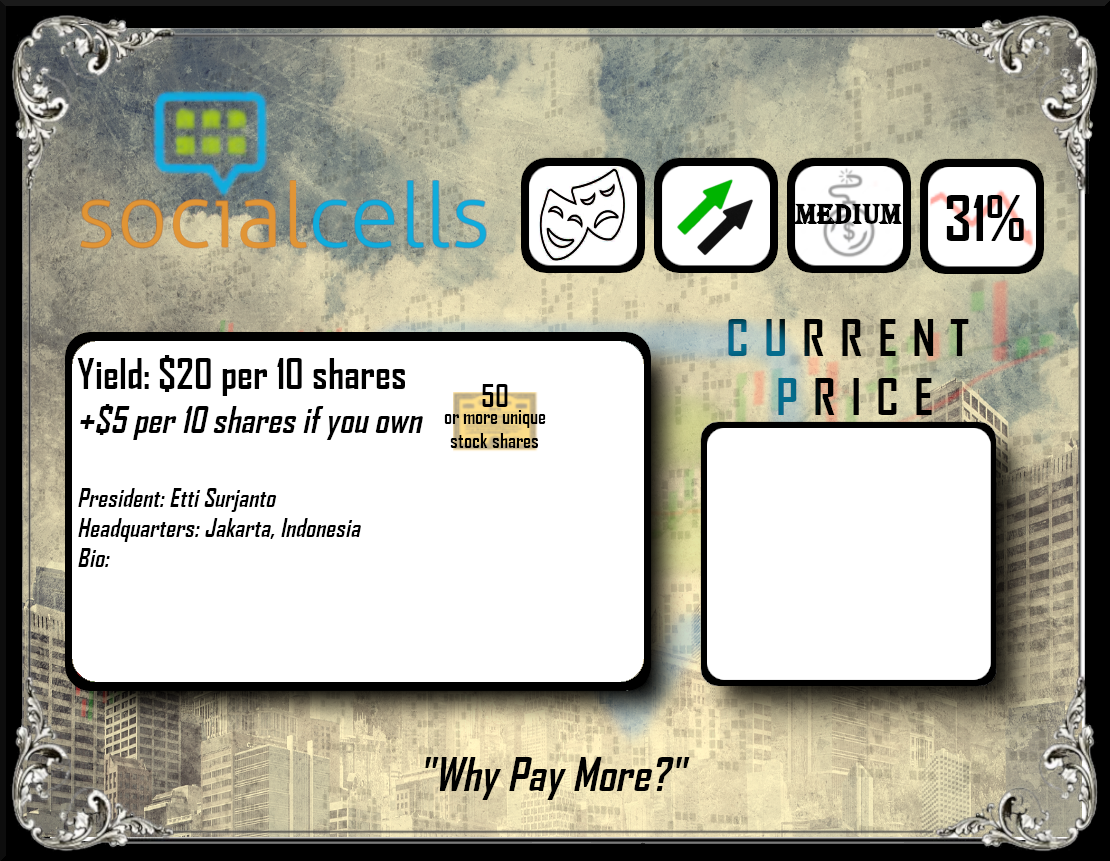 socialcells
MEDIUM
31%
CURRENT
PRICE
Yield: $20 per 10 shares
+$5 per 10 shares if you own
50
or more unique
stock shares
President: Etti Surjanto
Headquarters: Jakarta, Indonesia
Bio:
"Why Pay More?"